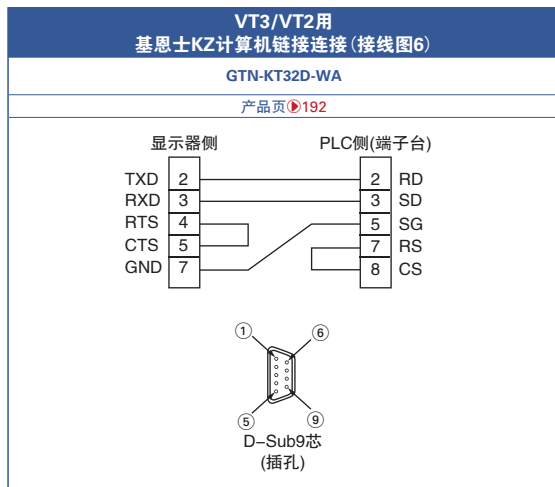 VT3/VT2用
基恩士KZ计算机链接连接（接线图6）
GTN-KT32D-WA
产品页192
显示器侧 PLC侧(端子台)
TXD 2 2 RD
RXD 3 3 SD
RTS 4 5 SG
CTS 5 7 RS
GND 7 8 CS
① ⑥
⑤ ⑨
D-Sub9芯
(插孔)